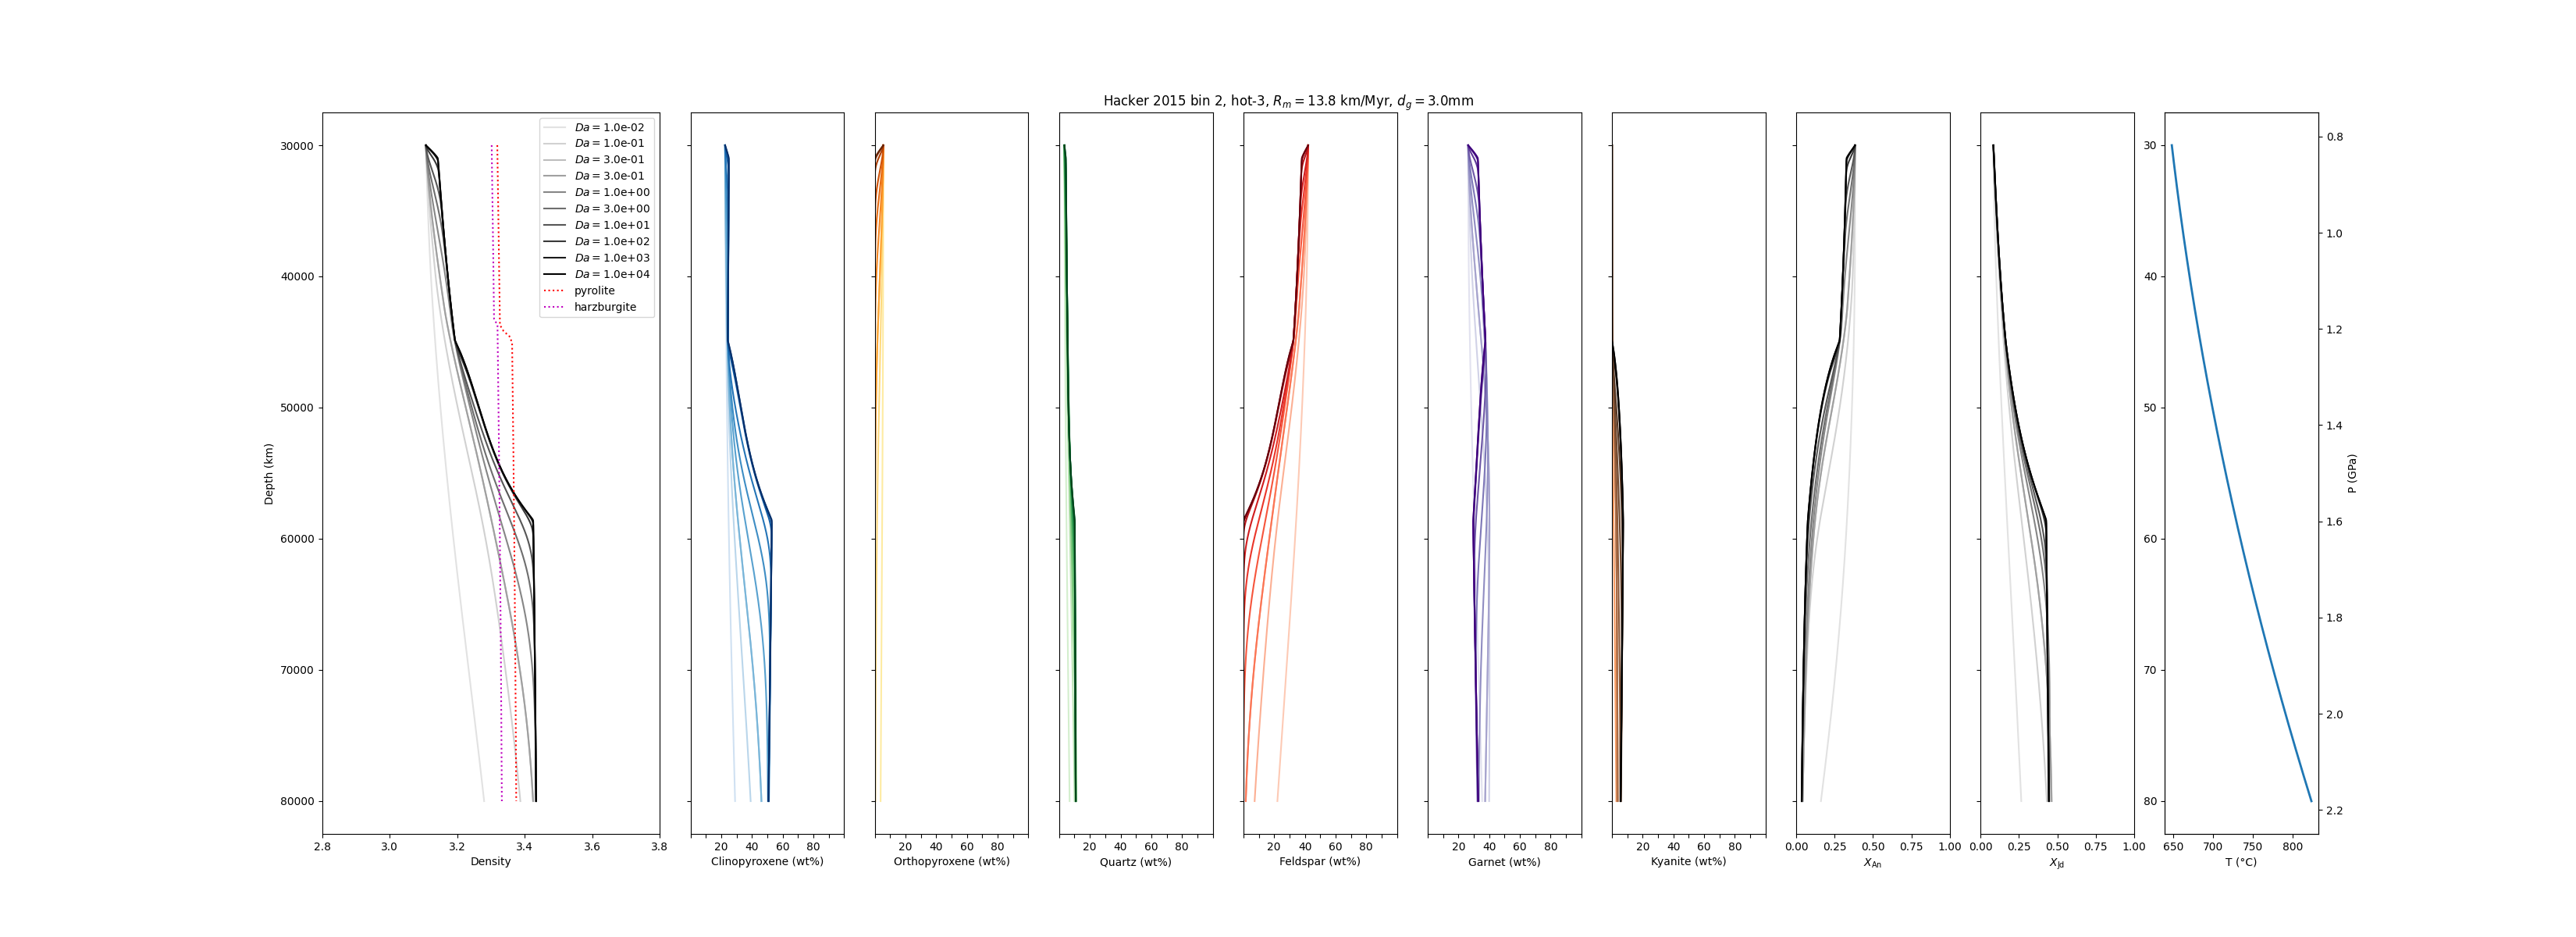 Hacker 2015 bin 2, hot-3, $R_m = 13.8$ km/Myr, $d_g = 3.0$mm
Da = 1.0e-02
Da = 1.0e-01
Da = 3.0e-01
Da = 3.0e-01
Da = 1.0e+00
Da = 3.0e+00
Da = 1.0e+01
Da = 1.0e+02
Da = 1.0e+03
Da = 1.0e+04
pyrolite
harzburgite
30000
40000
50000
60000
70000
80000
Depth (km)
2.8 3.0 3.2 3.4 3.6 3.8
Density
20 40 60 80
Clinopyroxene (wt%)
20 40 60 80
Orthopyroxene (wt%)
20 40 60 80
Quartz (wt%)
20 40 60 80
Feldspar (wt%)
20 40 60 80
Garnet (wt%)
20 40 60 80
Kyanite (wt%)
0.00 0.25 0.50 0.75 1.00
$X_{An}$
0.00 0.25 0.50 0.75 1.00
$X_{Jd}$
30
40
50
60
70
80
650 700 750 800
T (°C)
0.8
1.0
1.2
1.4
1.6
1.8
2.0
2.2
P (GPa)